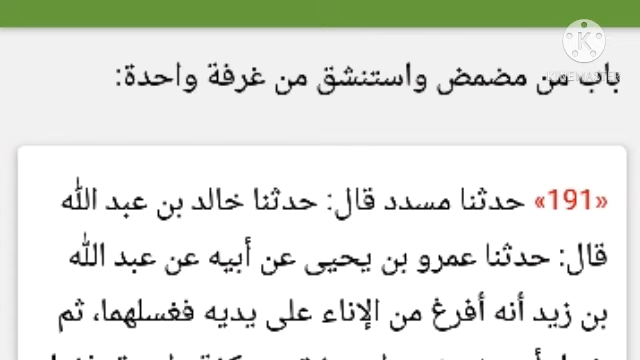 باب من مضمض واستنشق من غرفة واحدة:
«191» حدثنا مسدد قال: حدثنا خالد بن عبد الله
قال: حدثنا عمرو بن يحيى عن أبيه عن عبد الله
بن زيد أنه أفرغ من الإناء على يديه فغسلهما، ثم
KINEMASTER